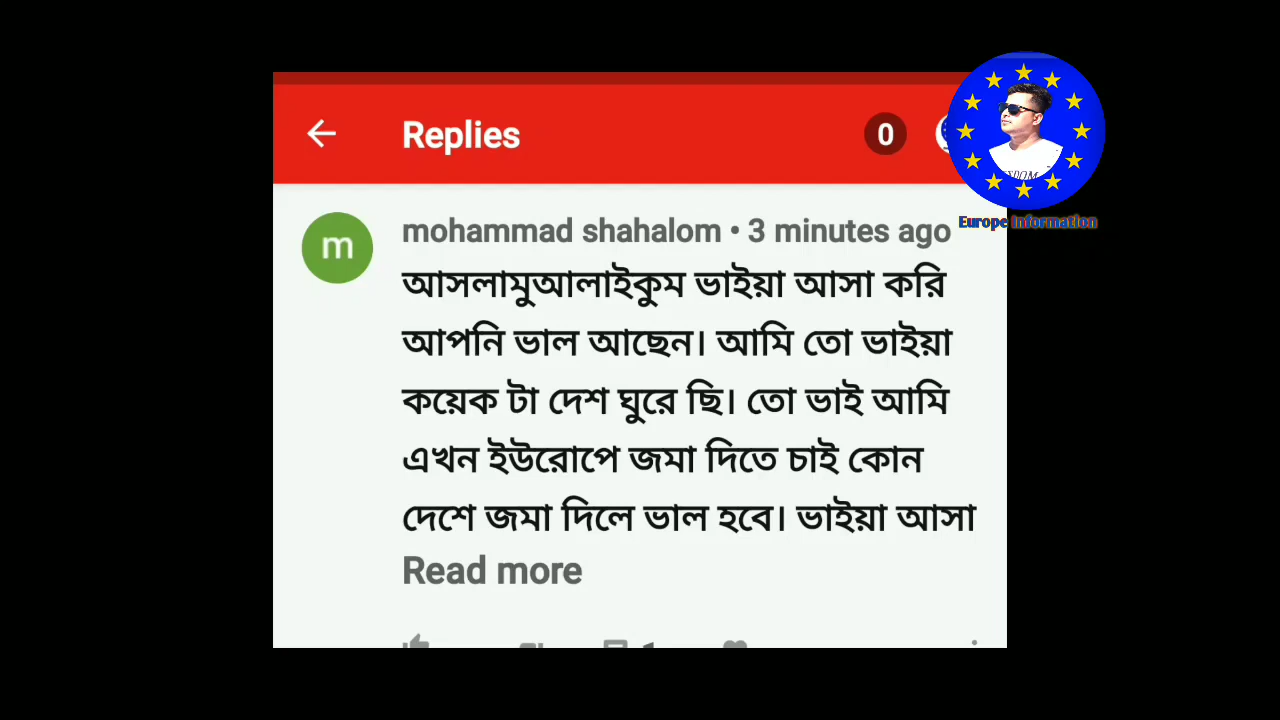 Replies
0
Europe Information
m
mohammad shahalom • 3 minutes ago
আসলামুআলাইকুম ভাইয়া আসা করি
আপনি ভাল আছেন। আমি তো ভাইয়া
কয়েক টা দেশ ঘুরে ছি। তো ভাই আমি
এখন ইউরোপে জমা দিতে চাই কোন
দেশে জমা দিলে ভাল হবে। ভাইয়া আসা
Read more